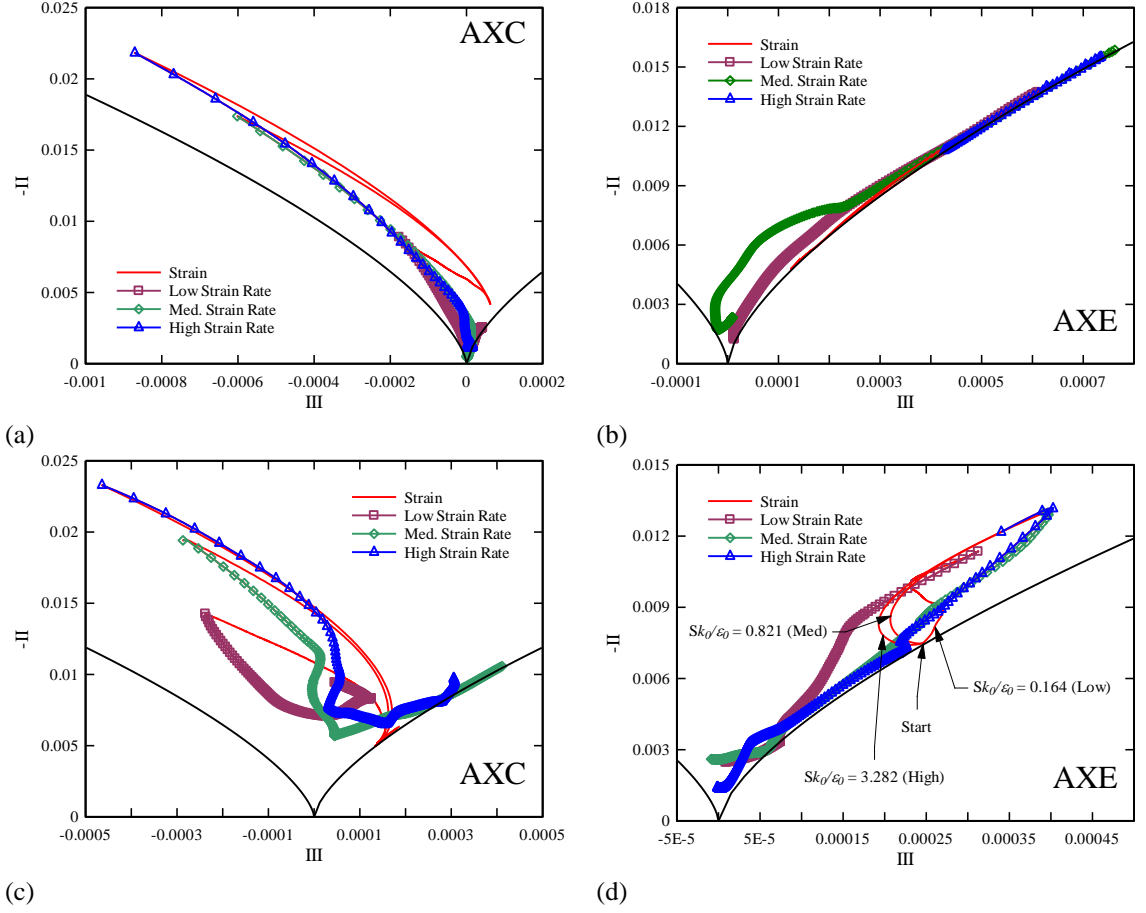 0.025
AXC
0.02
0.015
-II
0.01
Strain
Low Strain Rate
0.005
Med. Strain Rate
High Strain Rate
0
-0.001 -0.0008 -0.0006 -0.0004 -0.0002 0 0.0002
III
(a)
0.018
Strain
0.015
Low Strain Rate
Med. Strain Rate
0.012
High Strain Rate
-II
0.009
0.006
0.003
AXE
0
-0.0001 0.0001 0.0003 0.0005 0.0007
III
(b)
0.025
Strain
Low Strain Rate
0.02
Med. Strain Rate
High Strain Rate
0.015
-II
0.01
0.005
AXC
0
-0.0005 -0.0003 -0.0001 0.0001 0.0003 0.0005
III
(c)
0.015
Strain
Low Strain Rate
0.012
Med. Strain Rate
High Strain Rate
0.009
-II
Sk0/ε0 = 0.821 (Med)
0.006
Sk0/ε0 = 0.164 (Low)
Start
0.003
Sk0/ε0 = 3.282 (High)
AXE
0
-5E-5 5E-5 0.00015 0.00025 0.00035 0.00045
III
(d)